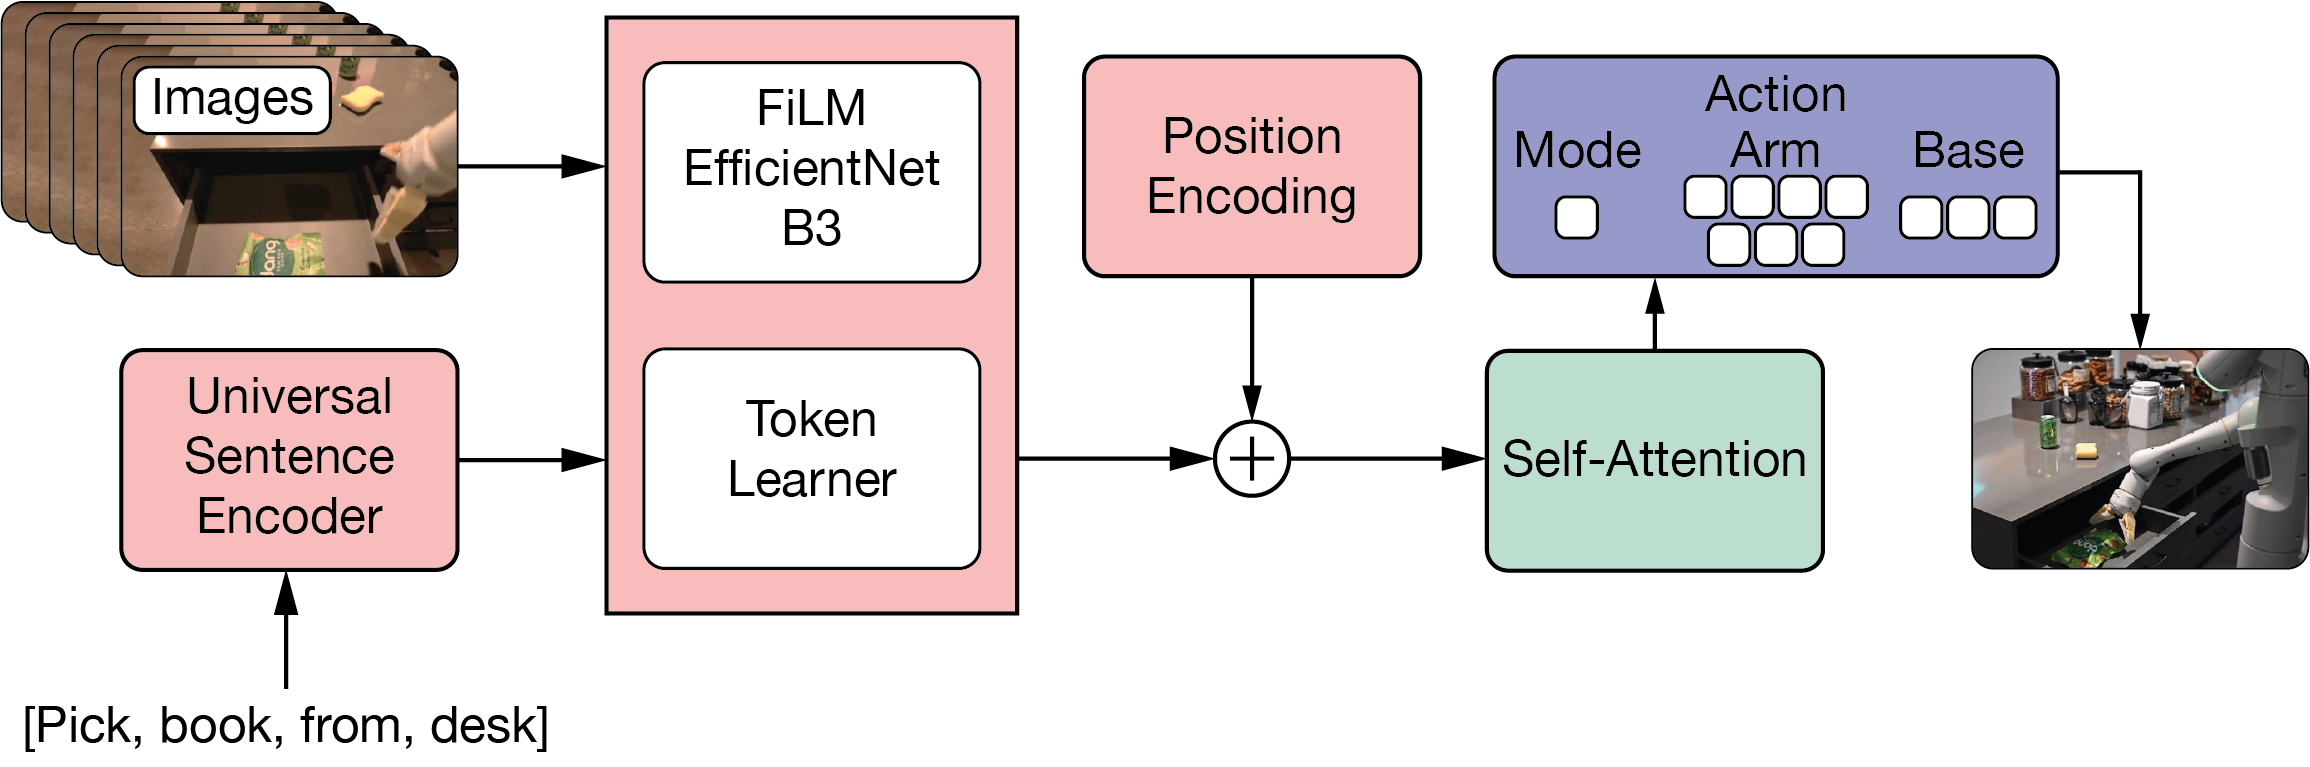 Images
FiLM
EfficientNet
B3
Token
Learner
Universal
Sentence
Encoder
[Pick, book, from, desk]
Position
Encoding
Self-Attention
Action
Mode
Arm
Base